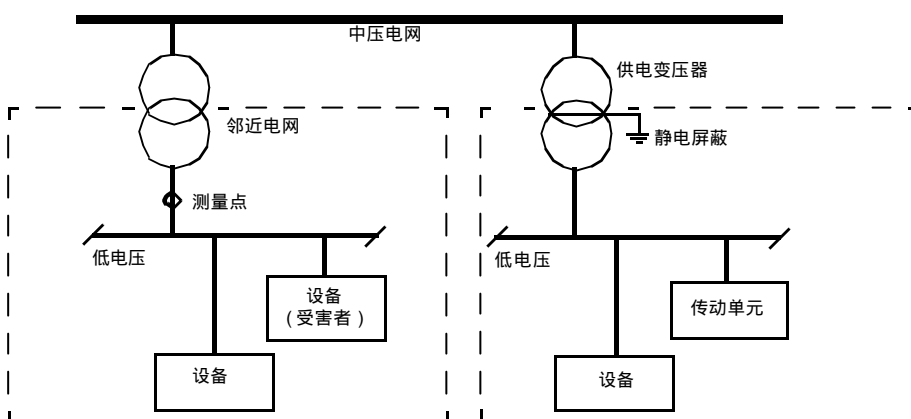 中压电网
供电变压器
邻近电网
静电屏蔽
测量点
低电压
低电压
设备
(受害者)
传动单元
设备
设备